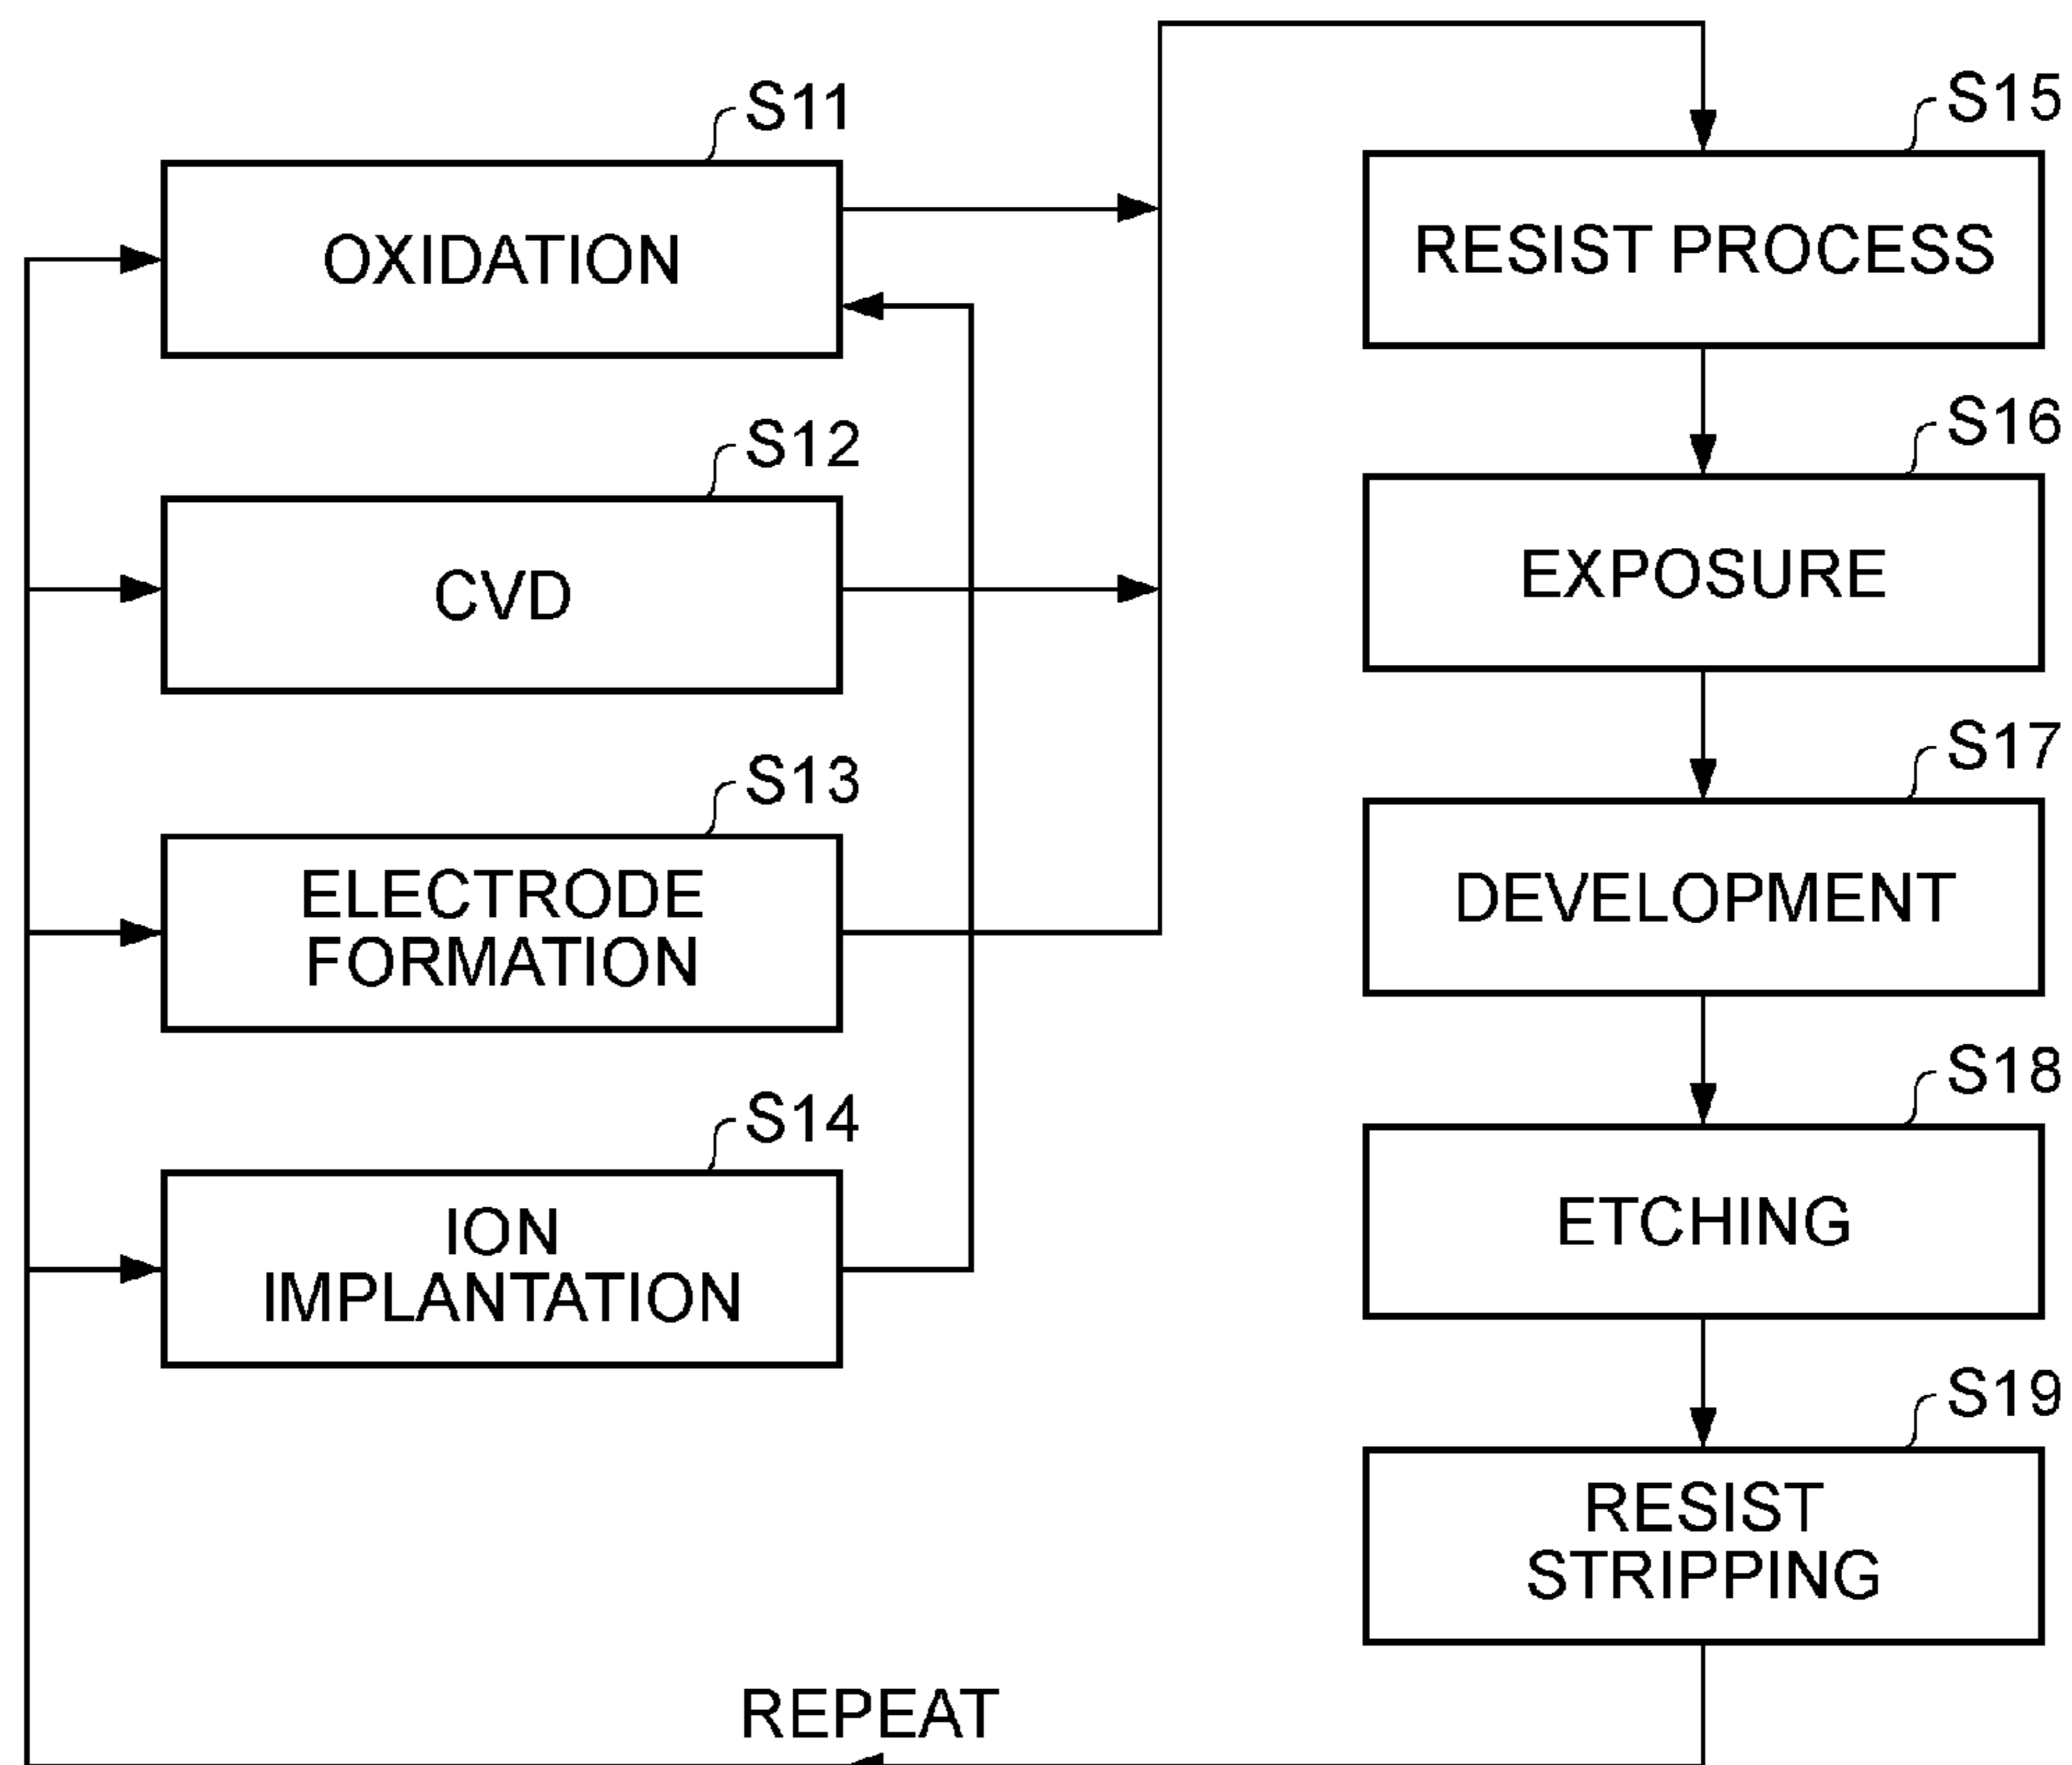 S11
OXIDATION
S12
CVD
S13
ELECTRODE
FORMATION
S14
ION
IMPLANTATION
S15
RESIST PROCESS
S16
EXPOSURE
S17
DEVELOPMENT
S18
ETCHING
S19
RESIST
STRIPPING
REPEAT